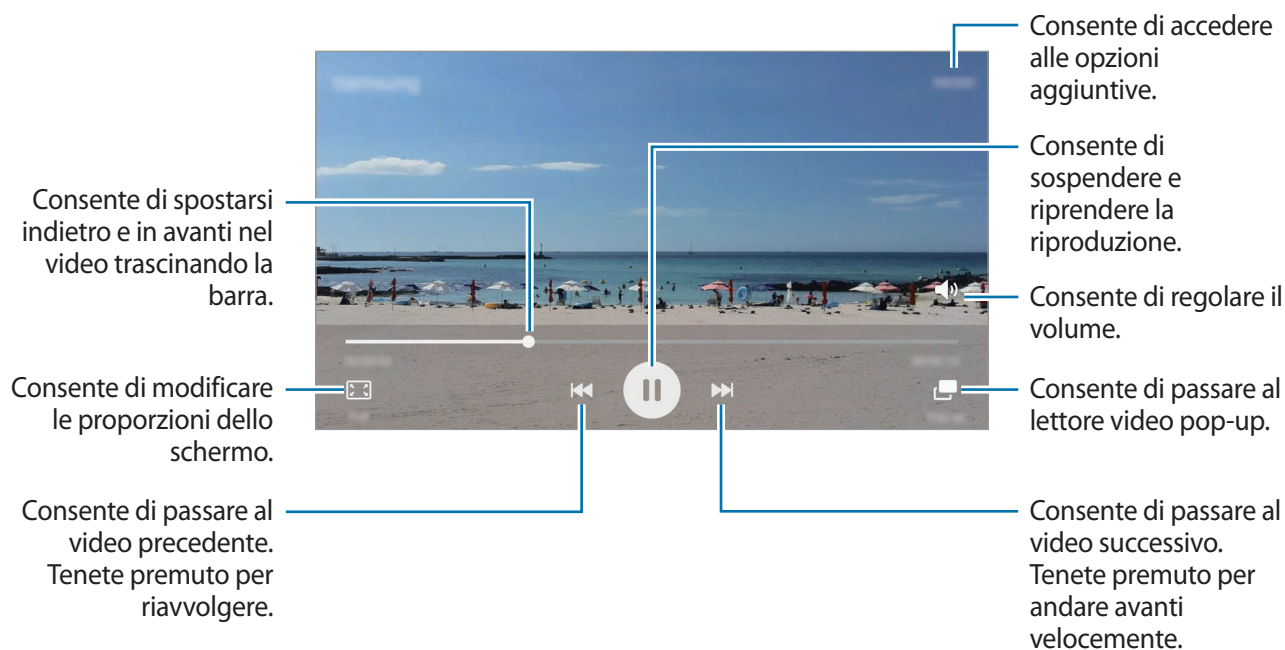 Consente di accedere
alle opzioni
aggiuntive.
Consente di
sospendere e
riprendere la
riproduzione.
Consente di spostarsi
indietro e in avanti nel
video trascinando la
barra.
Consente di regolare il
volume.
Consente di modificare
le proporzioni dello
schermo.
Consente di passare al
lettore video pop-up.
Consente di passare al
video precedente.
Tenete premuto per
riavvolgere.
Consente di passare al
video successivo.
Tenete premuto per
andare avanti
velocemente.